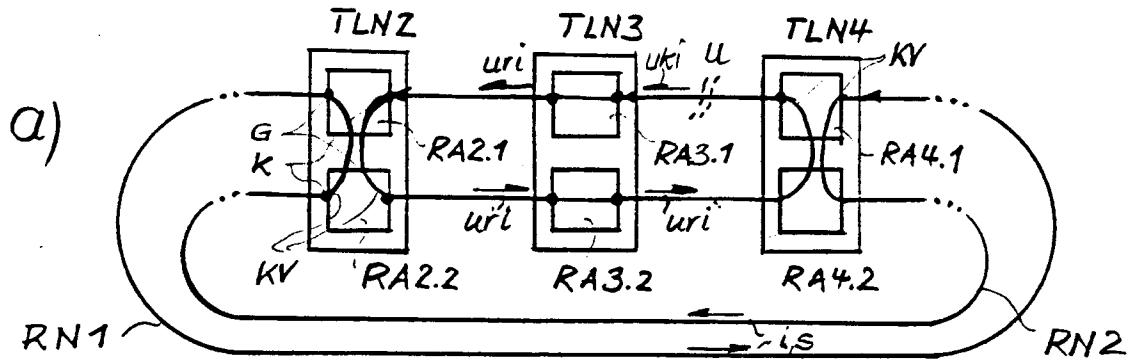 TLN2
TLN3
TLN4
uri
uki
U
KV
a)
G
RA2.1
RA3.1
RA4.1
K
uri
uri
KV
RA2.2
RA3.2
RA4.2
RN1
i,s
RN2